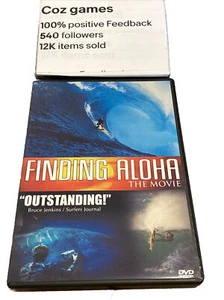 Coz games
100% positive Feedback
540 followers
12K items sold
FINDING ALOHA
THE MOVIE
"OUTSTANDING!"
Bruce Jenkins / Surfers Journal
DVD